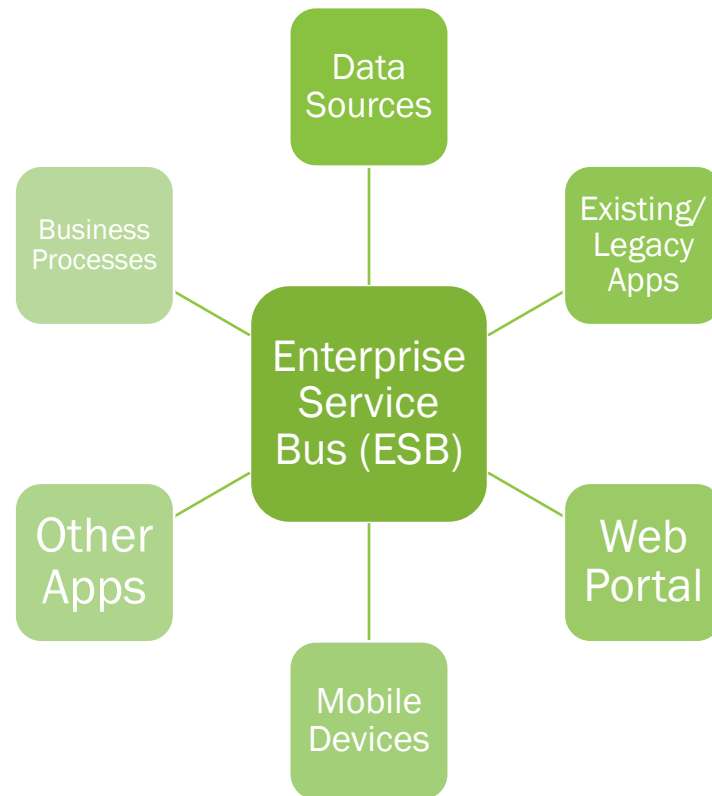 Data
Sources
Existing/
Legacy
Apps
Web
Portal
Mobile
Devices
Other
Apps
Business
Processes
Enterprise
Service
Bus (ESB)